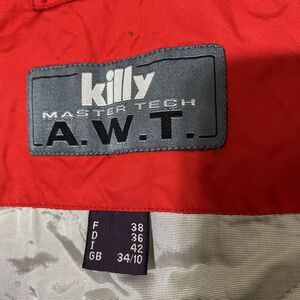 killy
MASTER TECH
A.W.T.
F 38
D 36
I 42
GB 34/10